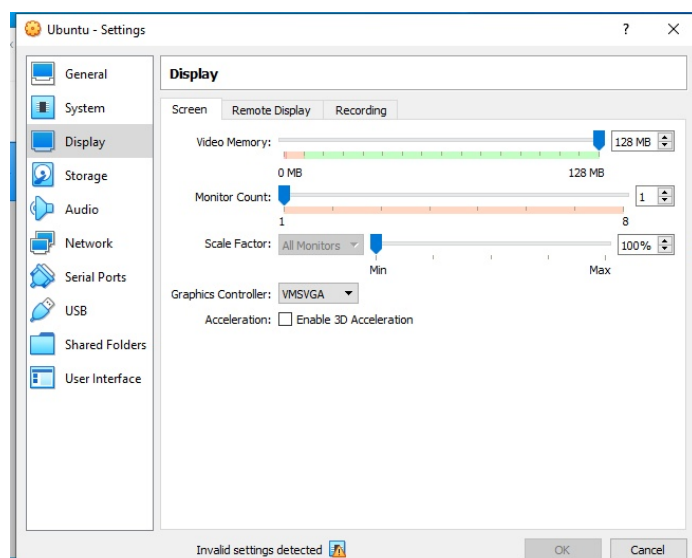 Ubuntu - Settings ? X
General
System
Display
Storage
Audio
Network
Serial Ports
USB
Shared Folders
User Interface
Display
Screen Remote Display Recording
Video Memory: 128 MB
0 MB 128 MB
Monitor Count: 1
1 8
Scale Factor: All Monitors 100%
Min Max
Graphics Controller: VMSVGA
Acceleration: Enable 3D Acceleration
Invalid settings detected OK Cancel